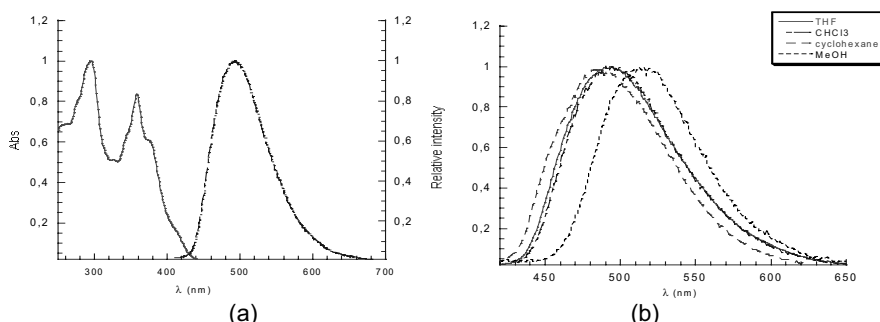 1,2
1
0,8
0,6
0,4
0,2
Abs
300
400
500
600
700
λ (nm)
1,2
1
0,8
0,6
0,4
0,2
Relative intensity
(a)
1,2
1
0,8
0,6
0,4
0,2
450
500
550
600
650
λ (nm)
THF
CHCl3
cyclohexane
MeOH
(b)